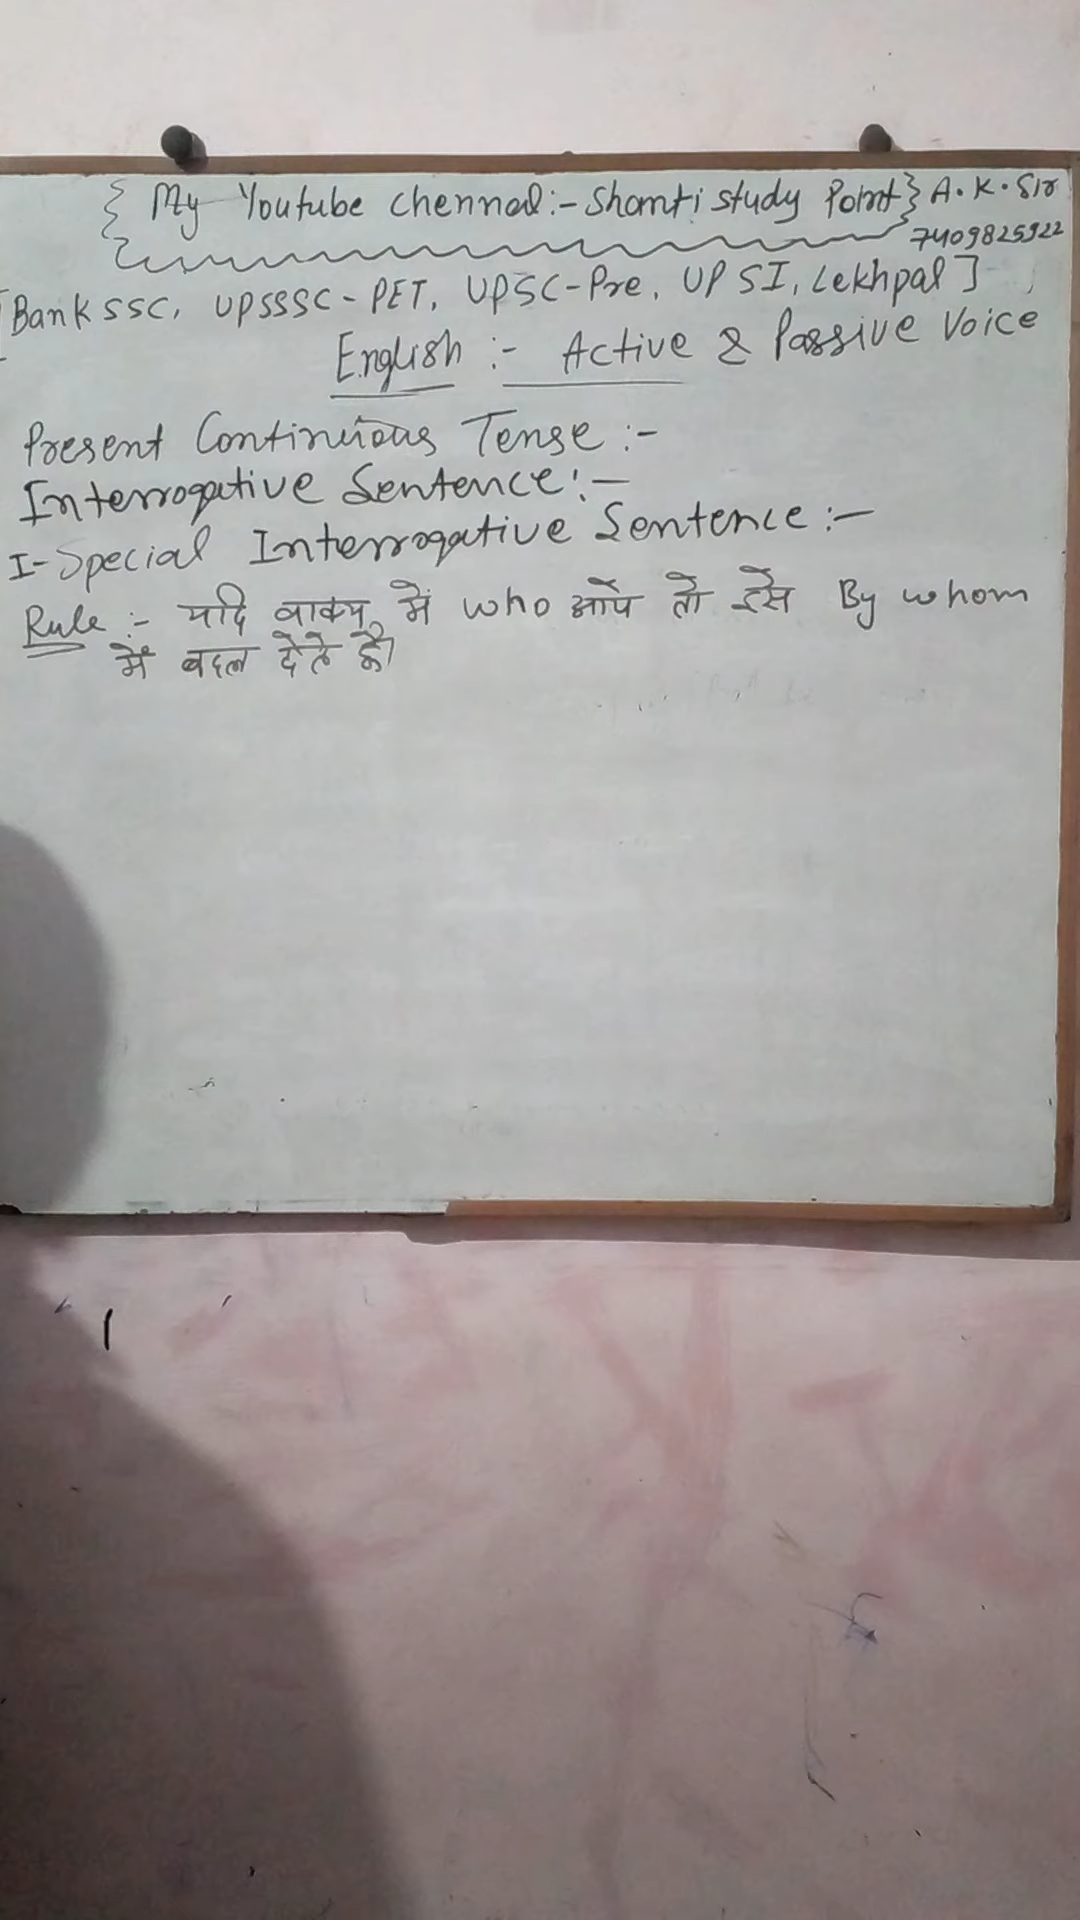 { My Youtube chennal:- Shanti study Point} A.K.Sir
7409825922
[Bank SSC, UPSSSC-PET, UPSC-Pre, UP SI, Lekhpal]
English :- Active & Passive Voice
Present Continuious Tense :-
Interrogative Sentence :-
I- Special Interrogative Sentence :-
Rule :- यदि वाक्य में who आये तो इसे By whom
में बदल देते है।